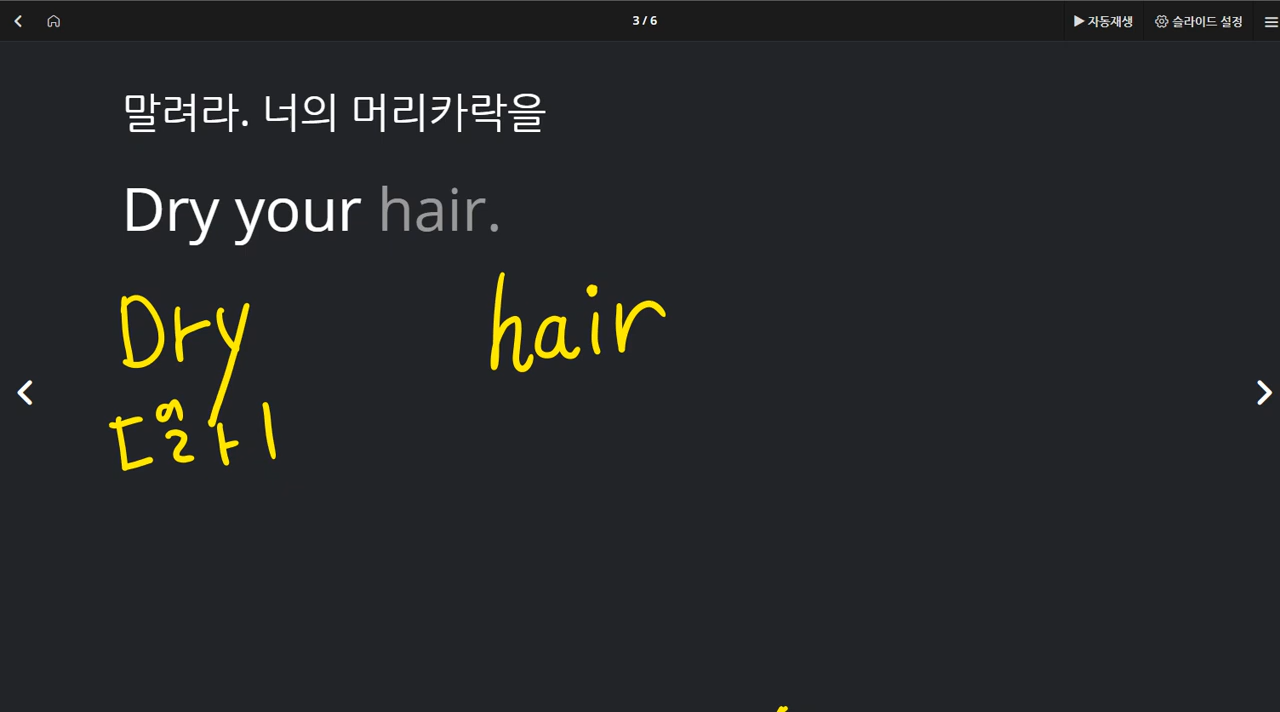 3 / 6
▶ 자동재생
슬라이드 설정
말려라. 너의 머리카락을
Dry your hair.
Dry hair